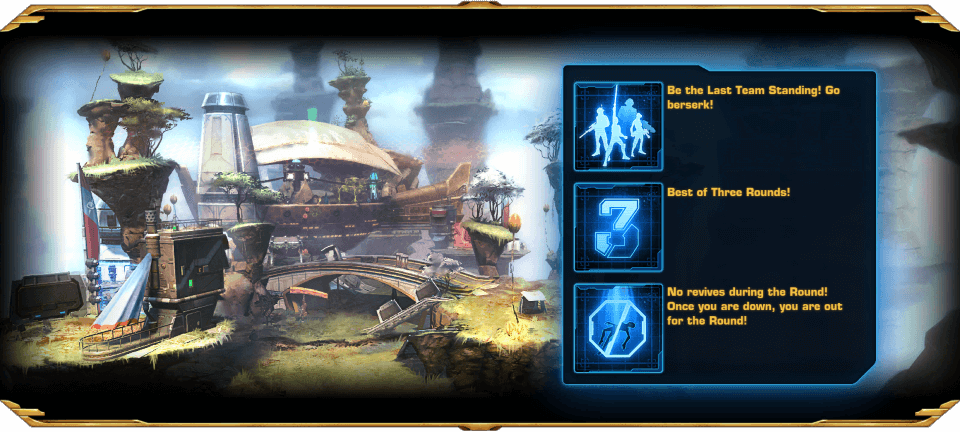 Be the Last Team Standing! Go
berserk!
3
Best of Three Rounds!
No revives during the Round!
Once you are down, you are out
for the Round!